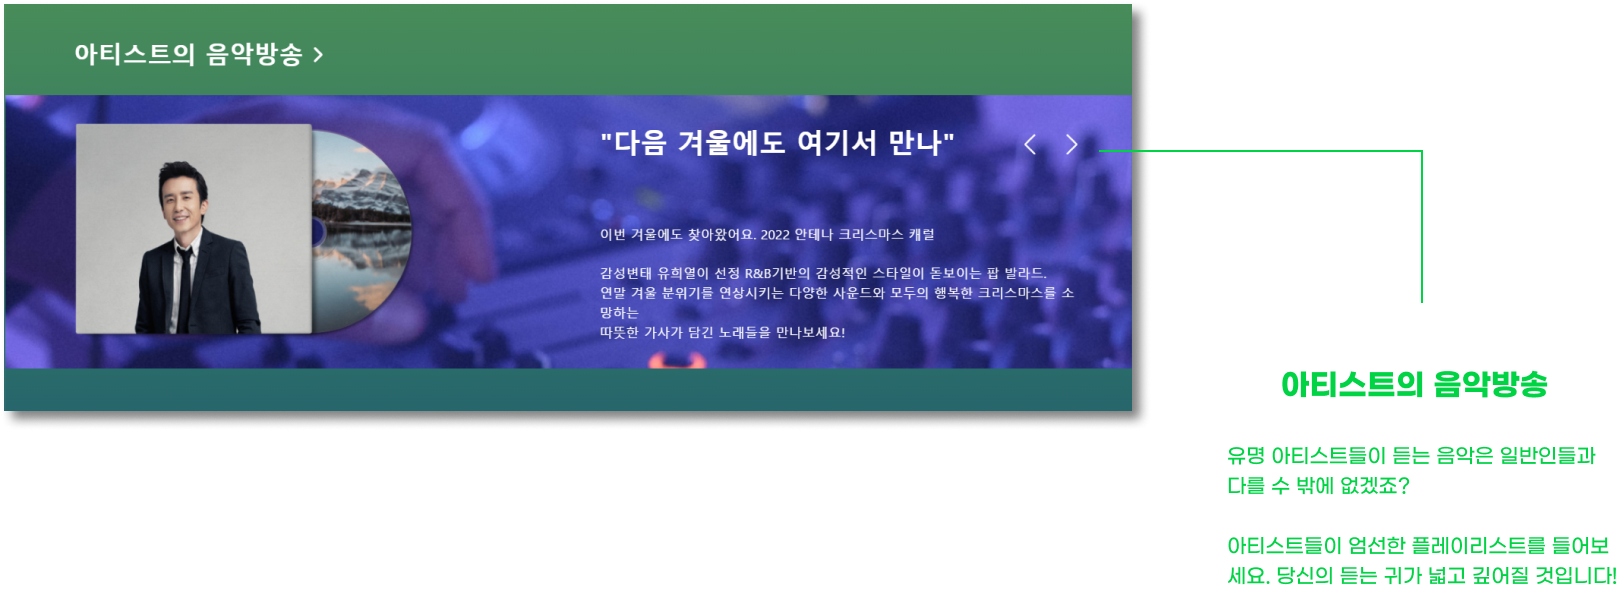 아티스트의 음악방송 >
"다음 겨울에도 여기서 만나"
이번 겨울에도 찾아왔어요. 2022 안테나 크리스마스 캐럴
감성변태 유희열이 선정 R&B기반의 감성적인 스타일이 돋보이는 팝 발라드.
연말 겨울 분위기를 연상시키는 다양한 사운드와 모두의 행복한 크리스마스를 소
망하는
따뜻한 가사가 담긴 노래들을 만나보세요!
아티스트의 음악방송
유명 아티스트들이 듣는 음악은 일반인들과
다를 수 밖에 없겠죠?
아티스트들이 엄선한 플레이리스트를 들어보
세요. 당신의 듣는 귀가 넓고 깊어질 것입니다!